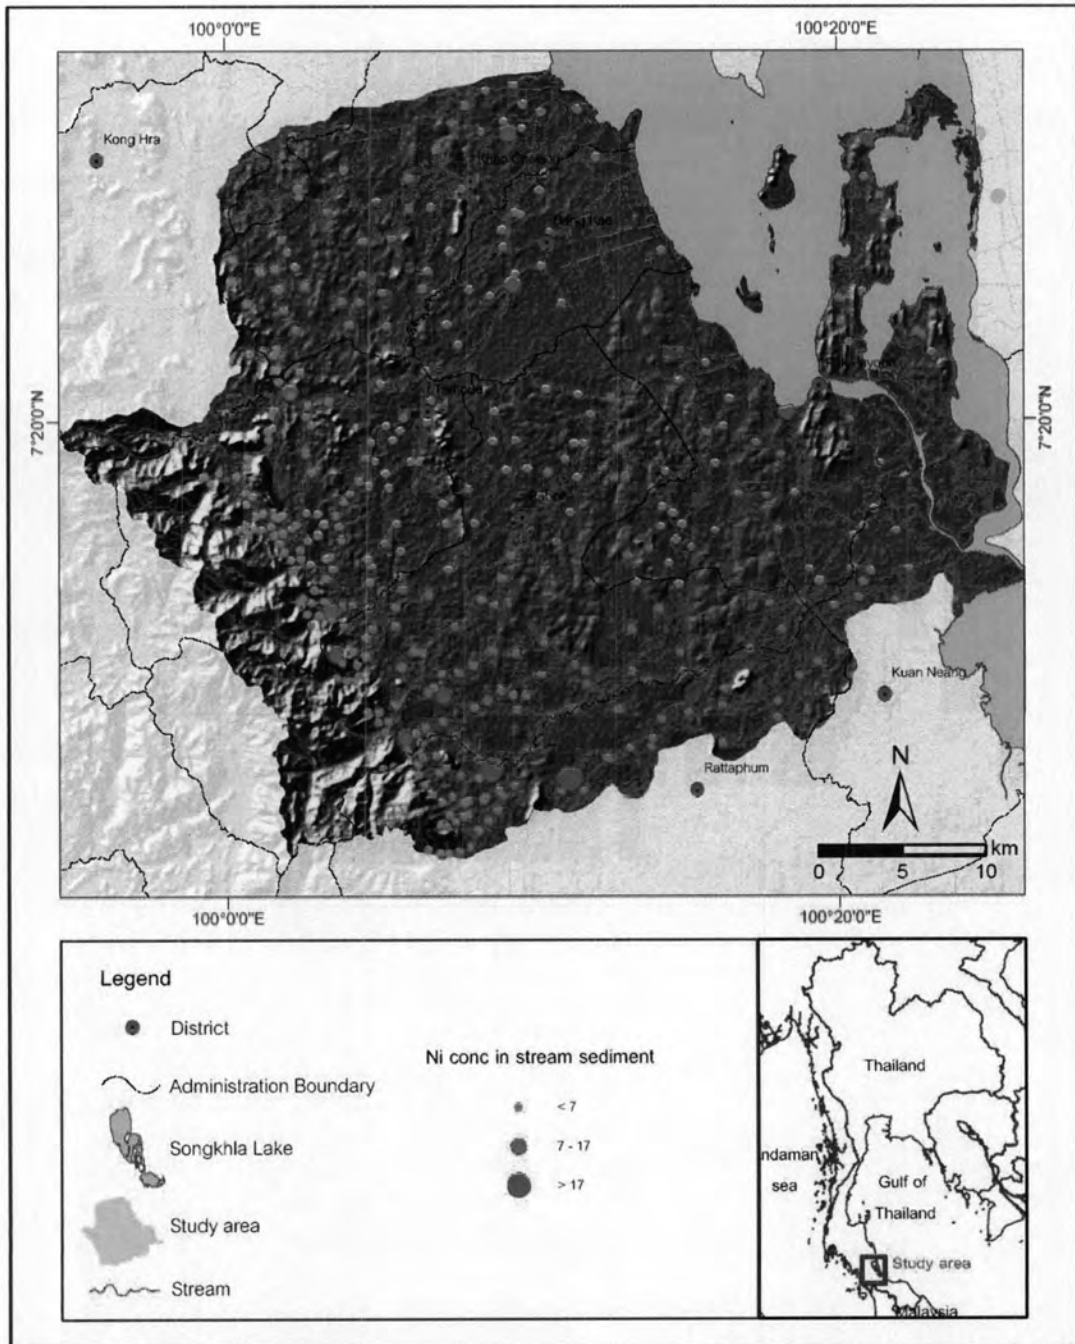 100°0'0"E
100°20'0"E
Kong Hra
7°20'0"N
7°20'0"N
Kuan Neang
N
Rattaphum
km
0 5 10
100°0'0"E
100°20'0"E
Legend
District
Administration Boundary
Songkhla Lake
Study area
Stream
Ni conc in stream sediment
< 7
7 - 17
> 17
Thailand
ndaman
sea
Gulf of
Thailand
Study area
Malaysia